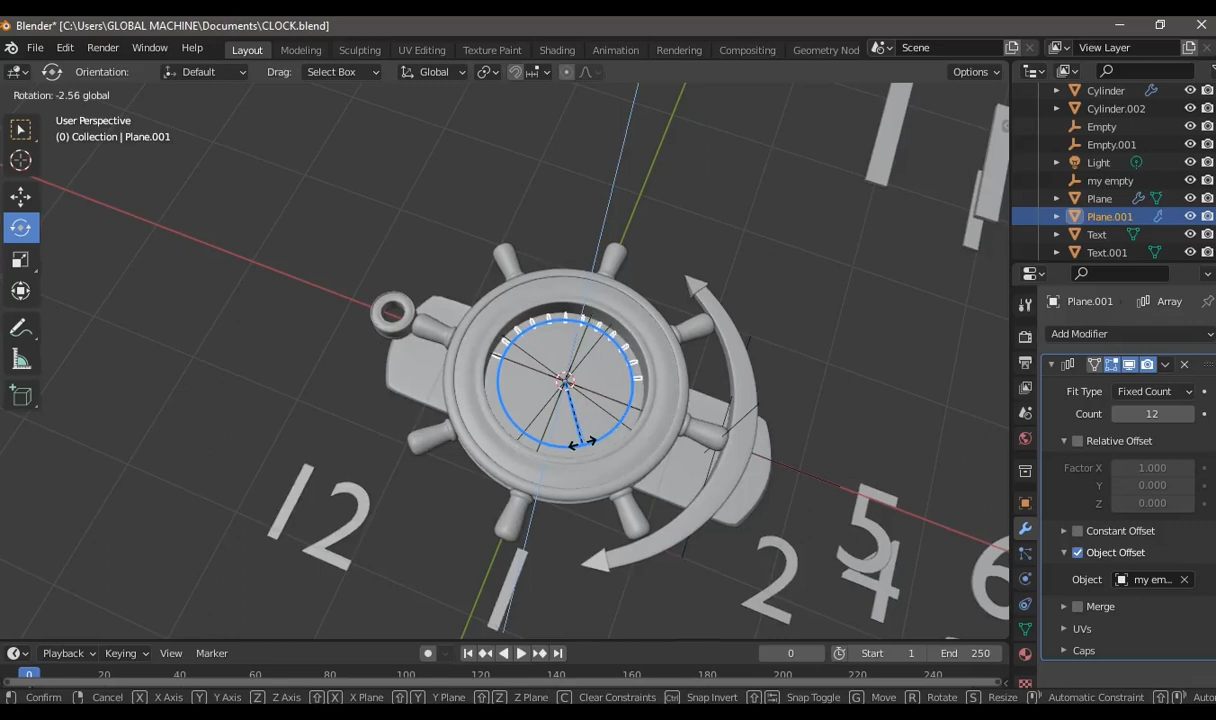 Blender* [C:\Users\GLOBAL MACHINE\Documents\CLOCK.blend]
File Edit Render Window Help Layout Modeling Sculpting UV Editing Texture Paint Shading Animation Rendering Compositing Geometry Nod Scene View Layer
Orientation: Default Drag: Select Box Global Options
Rotation: -2.56 global
User Perspective
(0) Collection | Plane.001
Cylinder
Cylinder.002
Empty
Empty.001
Light
my empty
Plane
Plane.001
Text
Text.001
Plane.001 Array
Add Modifier
Fit Type Fixed Count
Count 12
Relative Offset
Factor X 1.000
Y 0.000
Z 0.000
Constant Offset
Object Offset
Object my em...
Merge
UVs
Caps
12
1
2
5
4
6
Playback Keying View Marker 0 Start 1 End 250
0 20 40 60 80 100 120 140 160 180 200 220 240
Confirm Cancel X X Axis Y Y Axis Z Z Axis X X Plane Y Y Plane Z Z Plane C Clear Constraints Ctrl Snap Invert Snap Toggle G Move R Rotate S Resize Automatic Constraint Auto